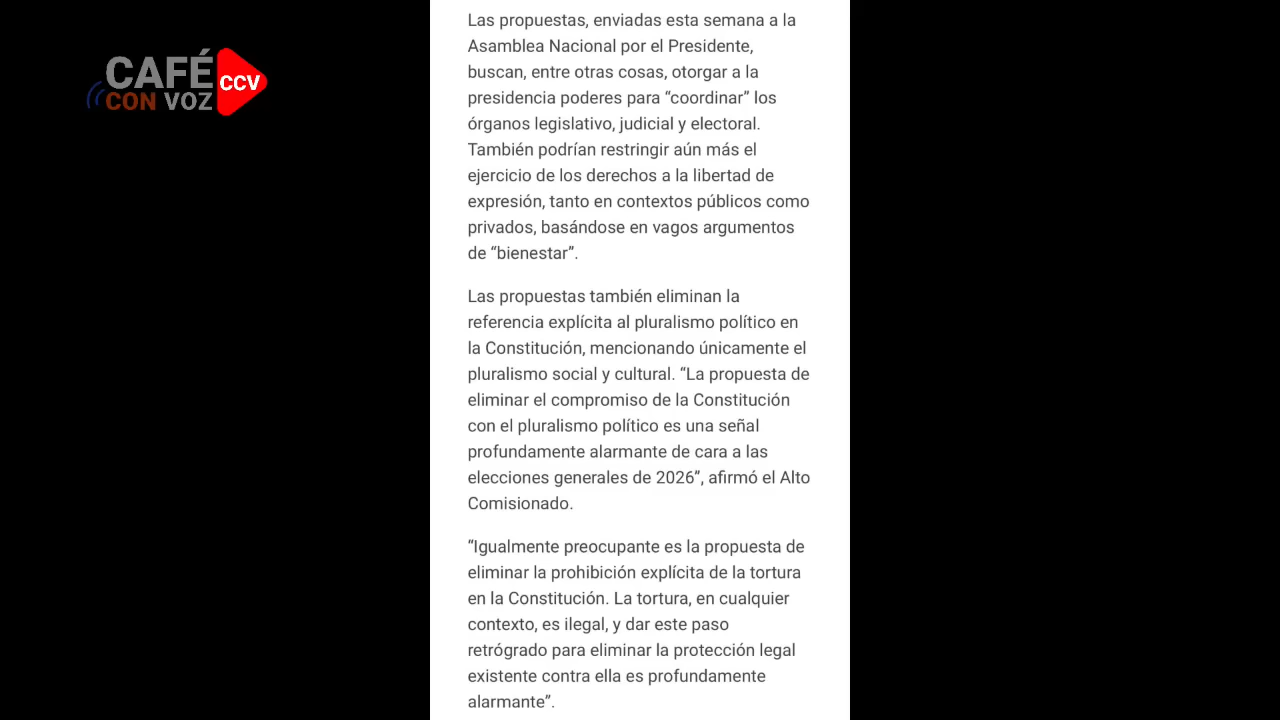 CAFÉ
CON VOZ
CCV
Las propuestas, enviadas esta semana a la
Asamblea Nacional por el Presidente,
buscan, entre otras cosas, otorgar a la
presidencia poderes para “coordinar” los
órganos legislativo, judicial y electoral.
También podrían restringir aún más el
ejercicio de los derechos a la libertad de
expresión, tanto en contextos públicos como
privados, basándose en vagos argumentos
de “bienestar”.
Las propuestas también eliminan la
referencia explícita al pluralismo político en
la Constitución, mencionando únicamente el
pluralismo social y cultural. “La propuesta de
eliminar el compromiso de la Constitución
con el pluralismo político es una señal
profundamente alarmante de cara a las
elecciones generales de 2026”, afirmó el Alto
Comisionado.
“Igualmente preocupante es la propuesta de
eliminar la prohibición explícita de la tortura
en la Constitución. La tortura, en cualquier
contexto, es ilegal, y dar este paso
retrógrado para eliminar la protección legal
existente contra ella es profundamente
alarmante”.